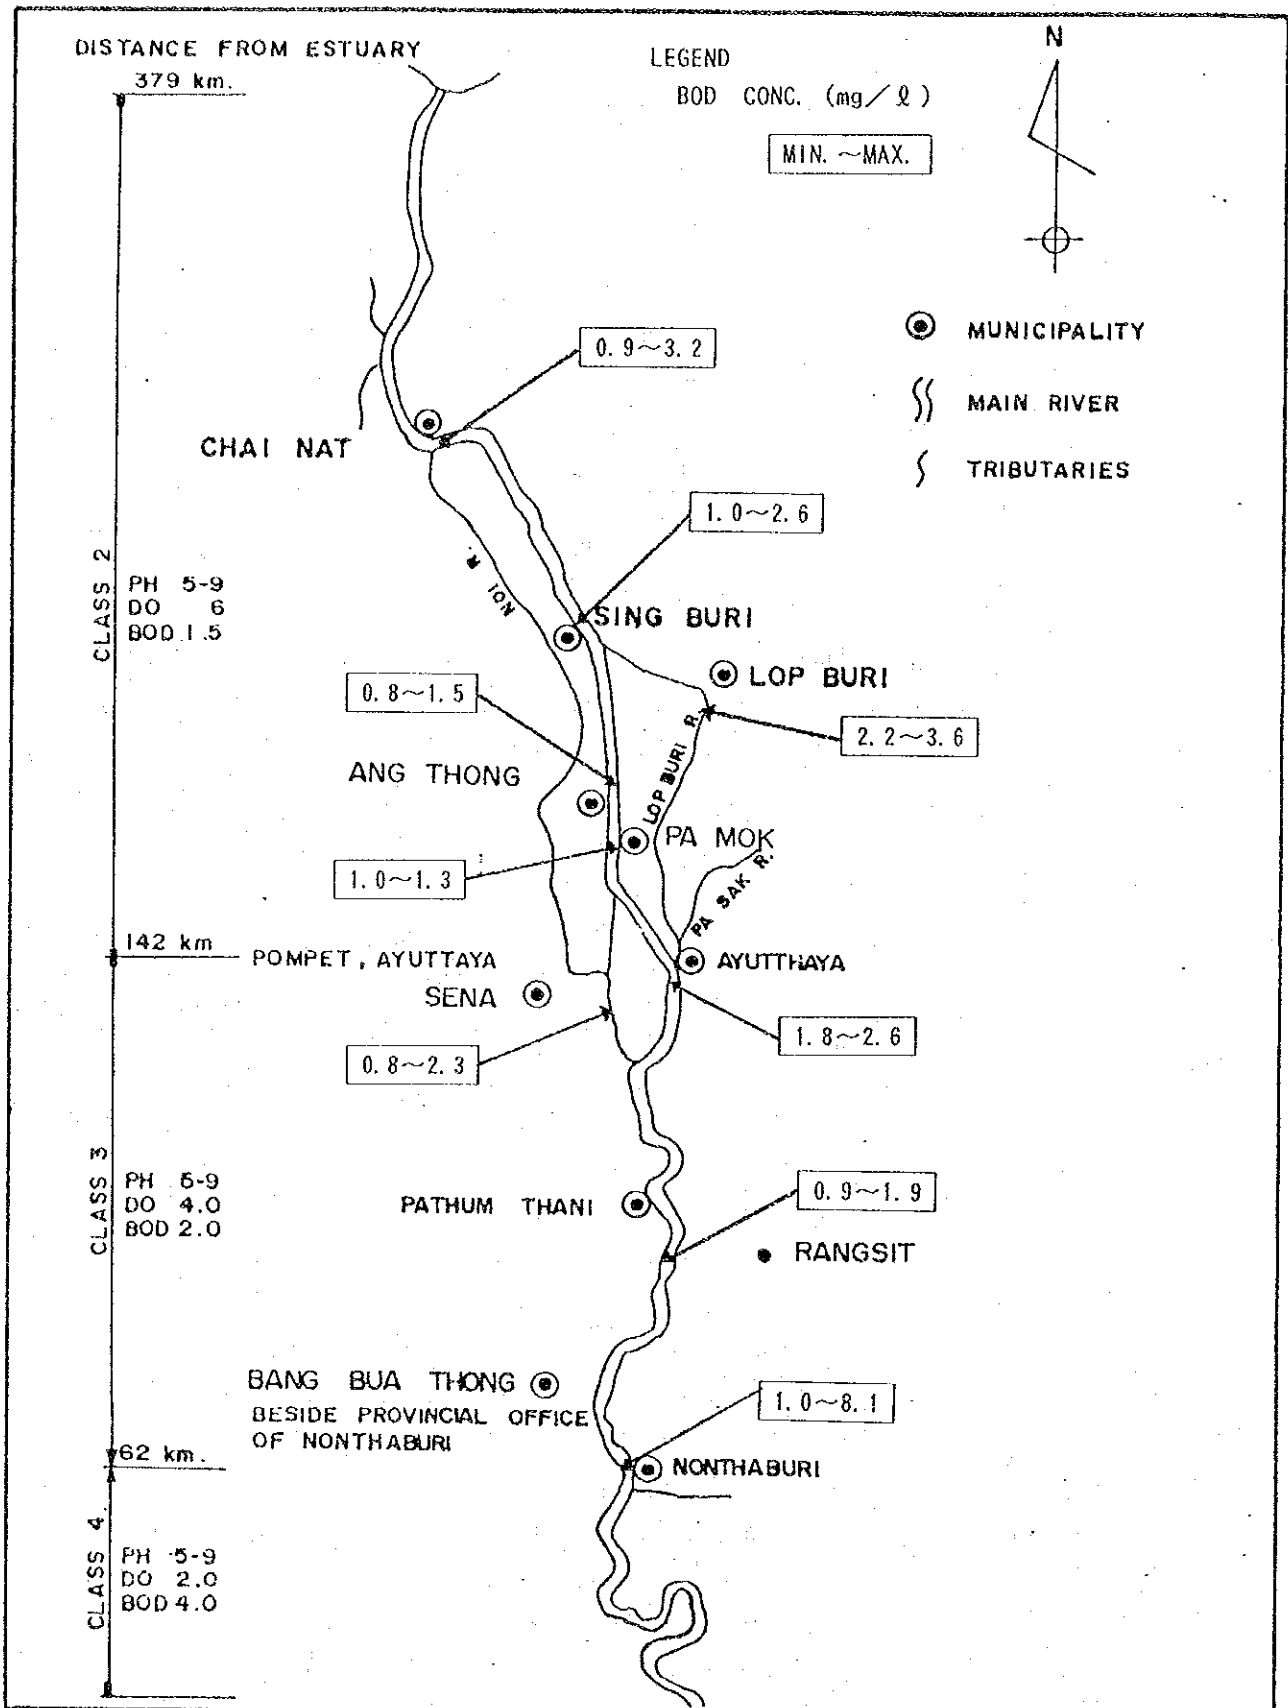 DISTANCE FROM ESTUARY
379 km.
LEGEND
BOD CONC. (mg/ℓ)
MIN. ~MAX.
N
MUNICIPALITY
MAIN RIVER
TRIBUTARIES
0.9~3.2
CHAI NAT
1.0~2.6
NOI R.
CLASS 2
PH 5-9
DO 6
BOD 1.5
SING BURI
LOP BURI
0.8~1.5
2.2~3.6
LOP BURI R.
ANG THONG
PA MOK
1.0~1.3
PA SAK R.
142 km
POMPET, AYUTTAYA
AYUTTHAYA
SENA
1.8~2.6
0.8~2.3
CLASS 3
PH 5-9
DO 4.0
BOD 2.0
0.9~1.9
PATHUM THANI
RANGSIT
BANG BUA THONG
1.0~8.1
BESIDE PROVINCIAL OFFICE
OF NONTHABURI
62 km.
NONTHABURI
CLASS 4.
PH 5-9
DO 2.0
BOD 4.0